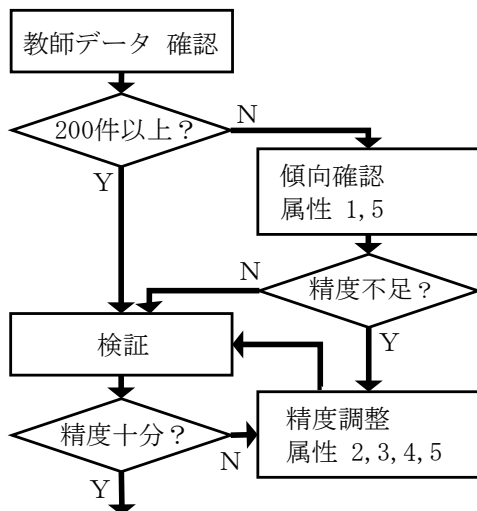 教師データ 確認
200件以上？
N
Y
傾向確認
属性 1,5
N
精度不足？
Y
検証
精度調整
属性 2,3,4,5
精度十分？
N
Y